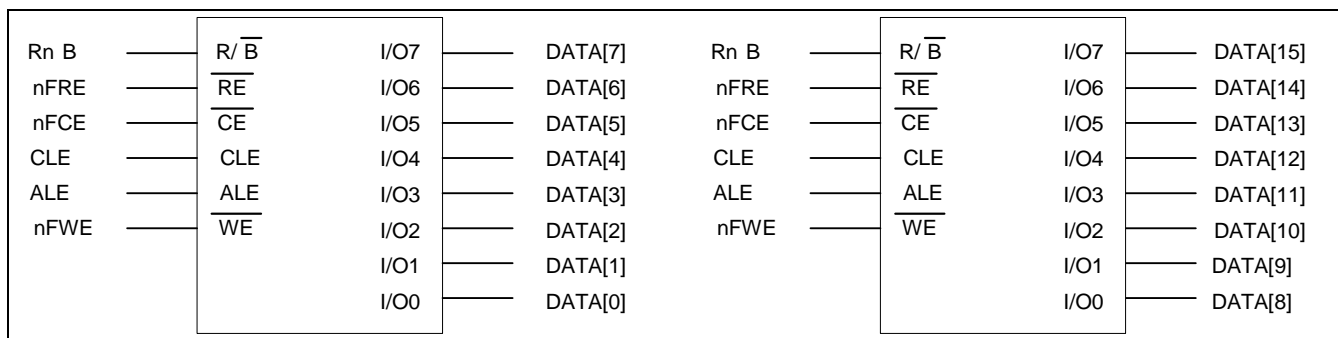 Rn B R/ B I/O7 DATA[7] Rn B R/ B I/O7 DATA[15]
nFRE RE I/O6 DATA[6] nFRE RE I/O6 DATA[14]
nFCE CE I/O5 DATA[5] nFCE CE I/O5 DATA[13]
CLE CLE I/O4 DATA[4] CLE CLE I/O4 DATA[12]
ALE ALE I/O3 DATA[3] ALE ALE I/O3 DATA[11]
nFWE WE I/O2 DATA[2] nFWE WE I/O2 DATA[10]
I/O1 DATA[1] I/O1 DATA[9]
I/O0 DATA[0] I/O0 DATA[8]